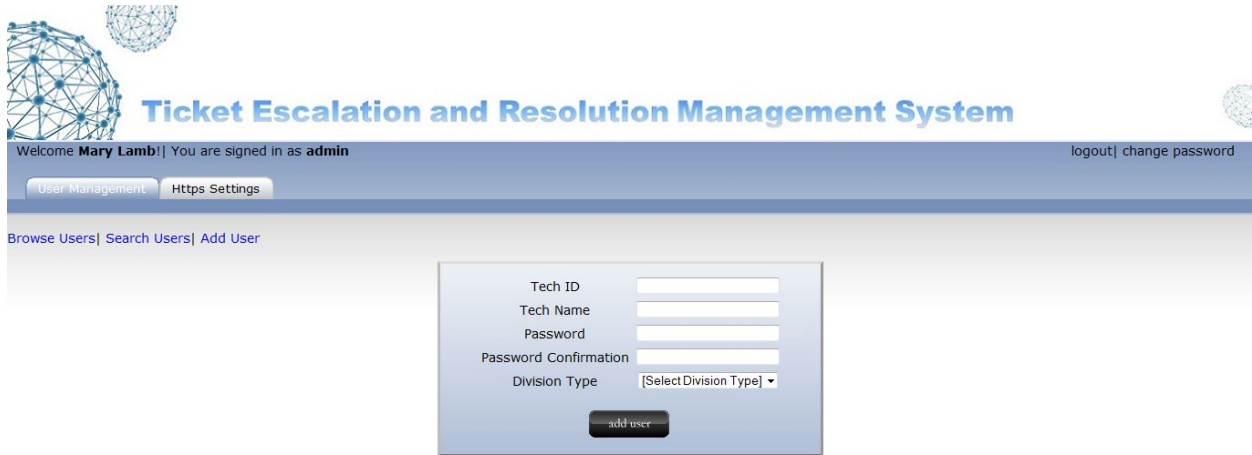 Ticket Escalation and Resolution Management System
Welcome Mary Lamb!| You are signed in as admin
logout| change password
User Management
Https Settings
Browse Users| Search Users| Add User
Tech ID
Tech Name
Password
Password Confirmation
Division Type [Select Division Type]
add user